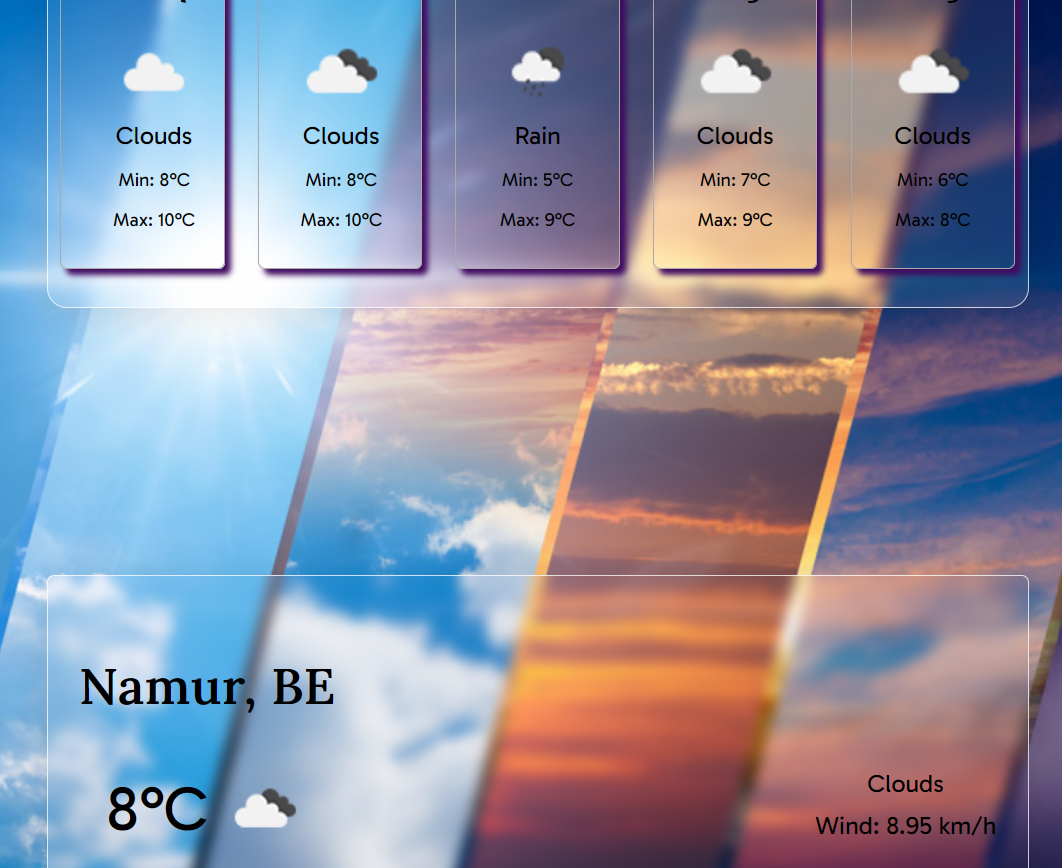 Clouds Clouds Rain Clouds Clouds
Min: 8°C Min: 8°C Min: 5°C Min: 7°C Min: 6°C
Max: 10°C Max: 10°C Max: 9°C Max: 9°C Max: 8°C
Namur, BE
8°C
Clouds
Wind: 8.95 km/h